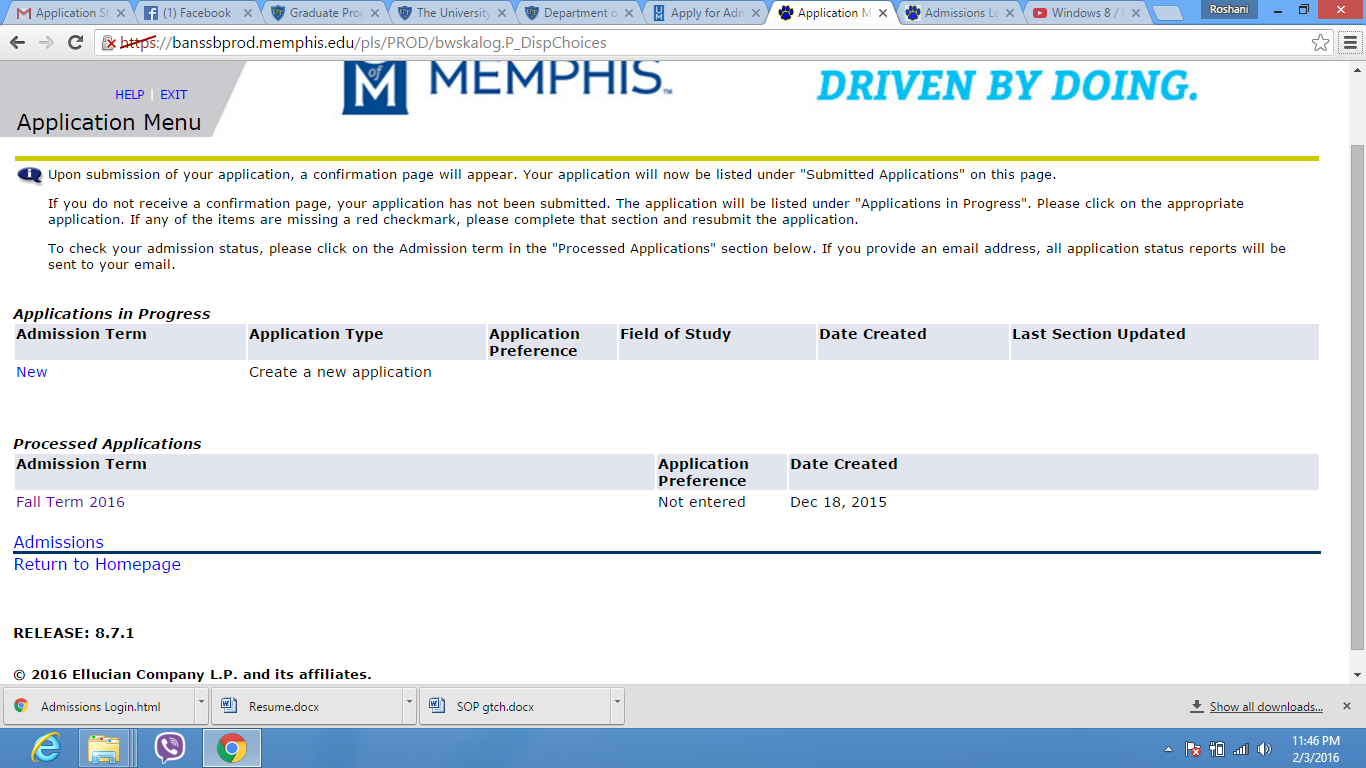 Application St
(1) Facebook
Graduate Pro
The University
Department o
Apply for Adm
Application M
Admissions Lo
Windows 8 /
Roshani
https://banssbprod.memphis.edu/pls/PROD/bwskalog.P_DispChoices
HELP | EXIT
Application Menu
of M MEMPHIS™
DRIVEN BY DOING.
Upon submission of your application, a confirmation page will appear. Your application will now be listed under "Submitted Applications" on this page.
If you do not receive a confirmation page, your application has not been submitted. The application will be listed under "Applications in Progress". Please click on the appropriate
application. If any of the items are missing a red checkmark, please complete that section and resubmit the application.
To check your admission status, please click on the Admission term in the "Processed Applications" section below. If you provide an email address, all application status reports will be
sent to your email.
Applications in Progress
Admission Term Application Type Application Preference Field of Study Date Created Last Section Updated
New Create a new application
Processed Applications
Admission Term Application Preference Date Created
Fall Term 2016 Not entered Dec 18, 2015
Admissions
Return to Homepage
RELEASE: 8.7.1
© 2016 Ellucian Company L.P. and its affiliates.
Admissions Login.html
Resume.docx
SOP gtch.docx
Show all downloads...
11:46 PM
2/3/2016